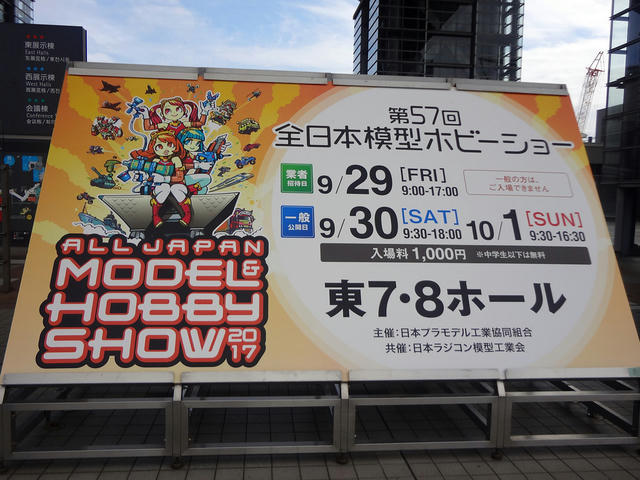 東展示棟
East Halls
西展示棟
West Halls
会議棟
Conference
第57回
全日本模型ホビーショー
業者
招待日
9/29 [FRI]
9:00-17:00
一般の方は、
ご入場できません
一般
公開日
9/30 [SAT]
9:30-18:00
10/1 [SUN]
9:30-16:30
入場料 1,000円 ※中学生以下は無料
東7・8ホール
主催:日本プラモデル工業協同組合
共催:日本ラジコン模型工業会
ALL JAPAN
MODEL &
HOBBY
SHOW 2017